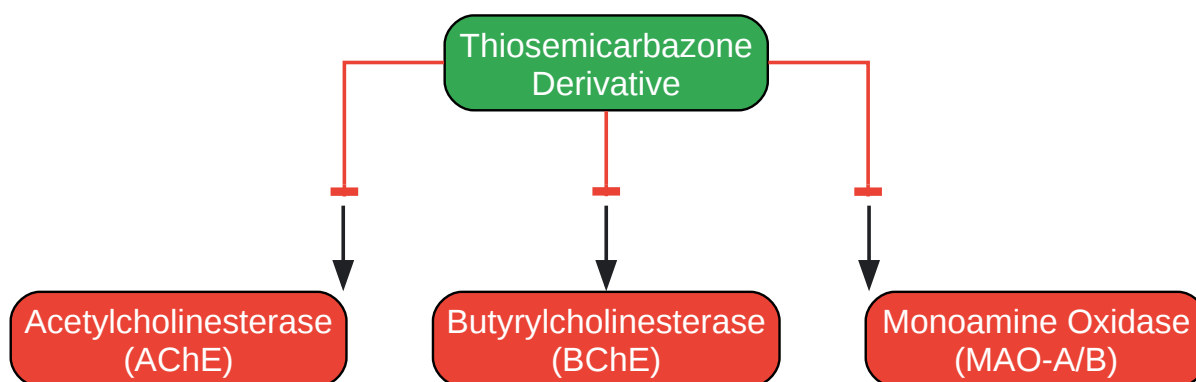 Thiosemicarbazone
Derivative
Acetylcholinesterase
(AChE)
Butyrylcholinesterase
(BChE)
Monoamine Oxidase
(MAO-A/B)